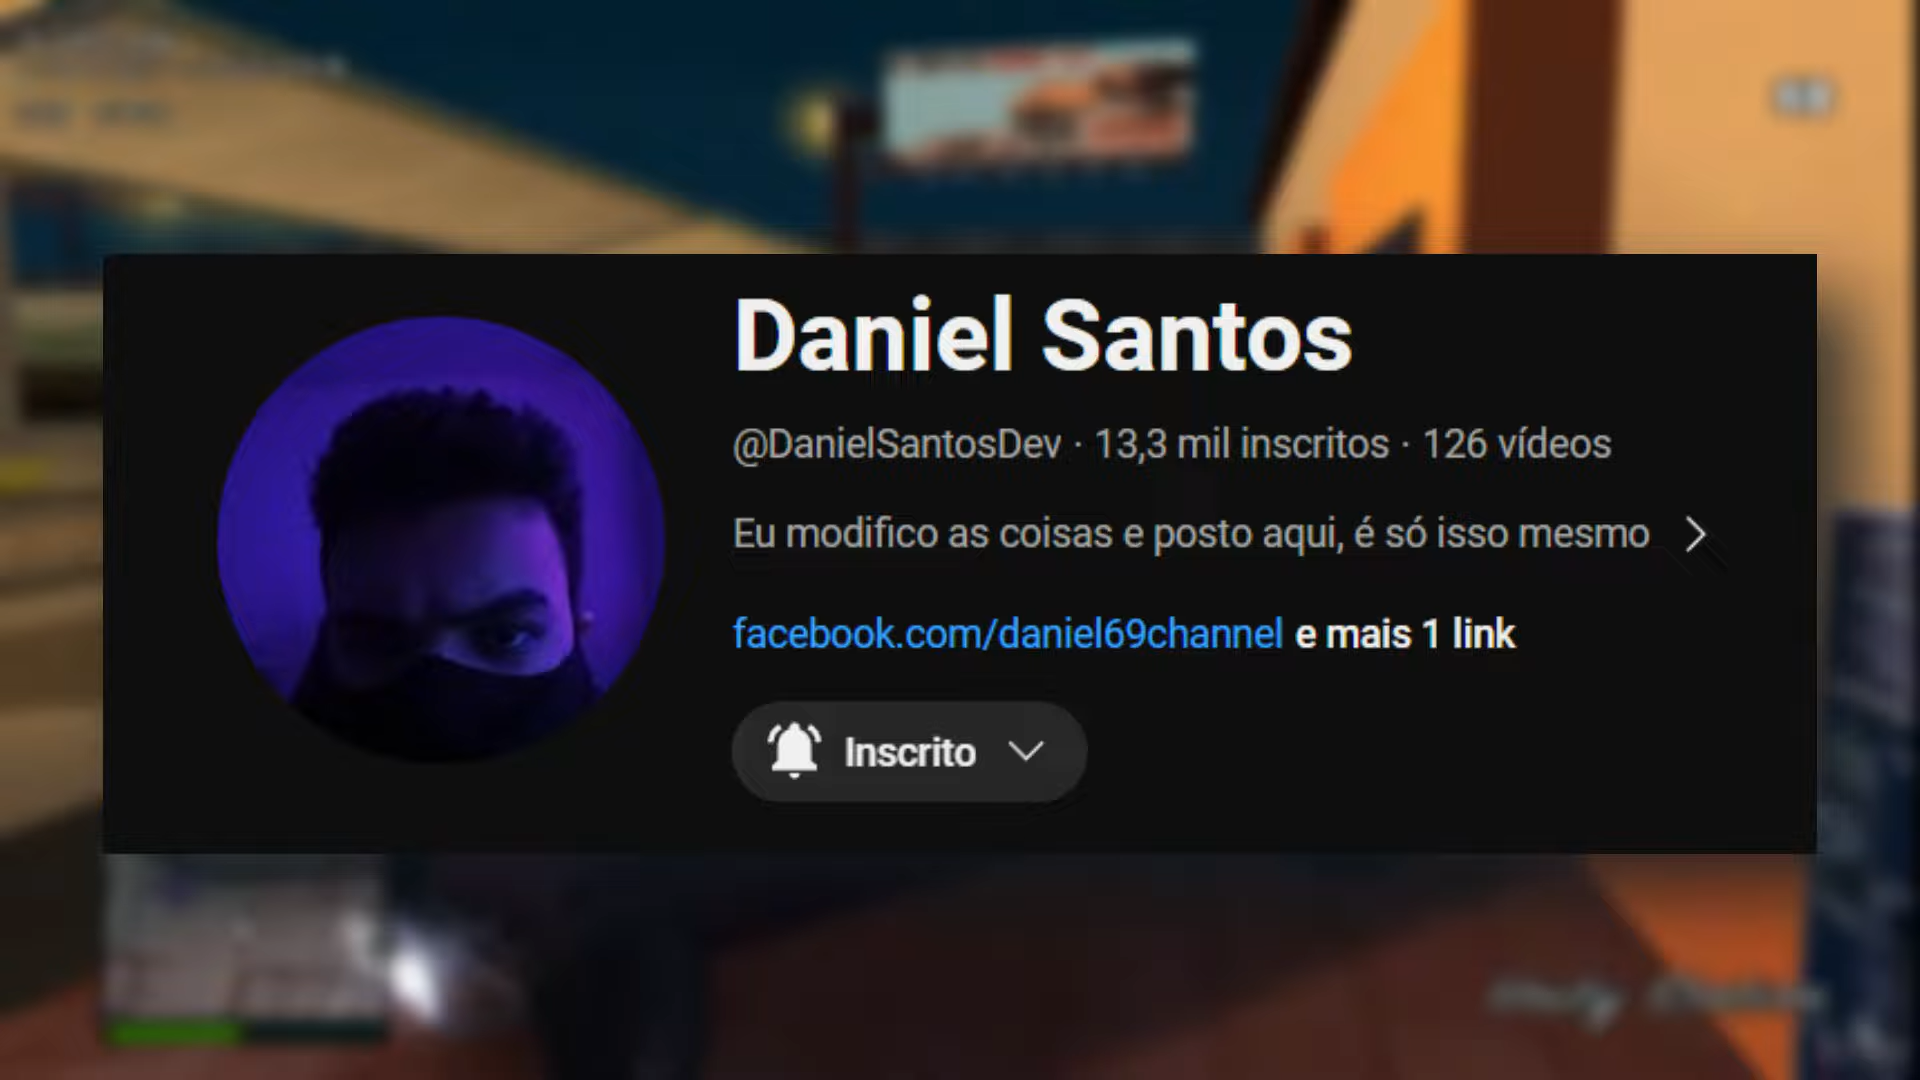 Daniel Santos
@DanielSantosDev · 13,3 mil inscritos · 126 vídeos
Eu modifico as coisas e posto aqui, é só isso mesmo
facebook.com/daniel69channel e mais 1 link
Inscrito